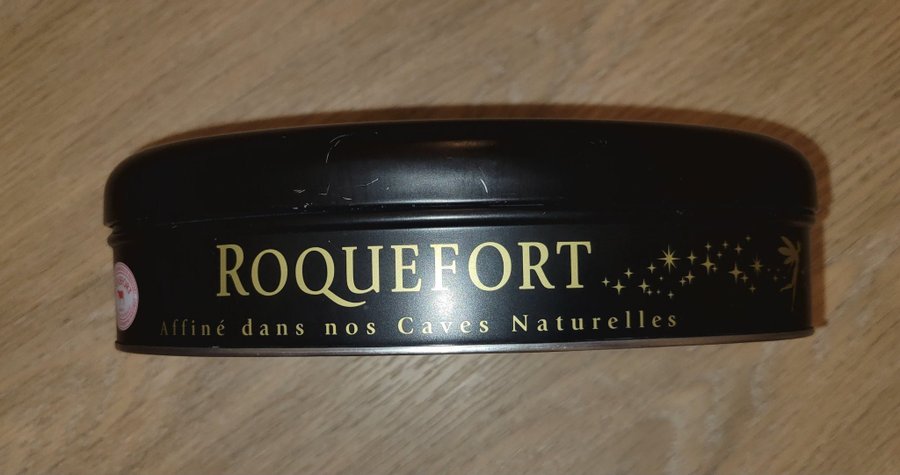 ROQUEFORT
Affiné dans nos Caves Naturelles